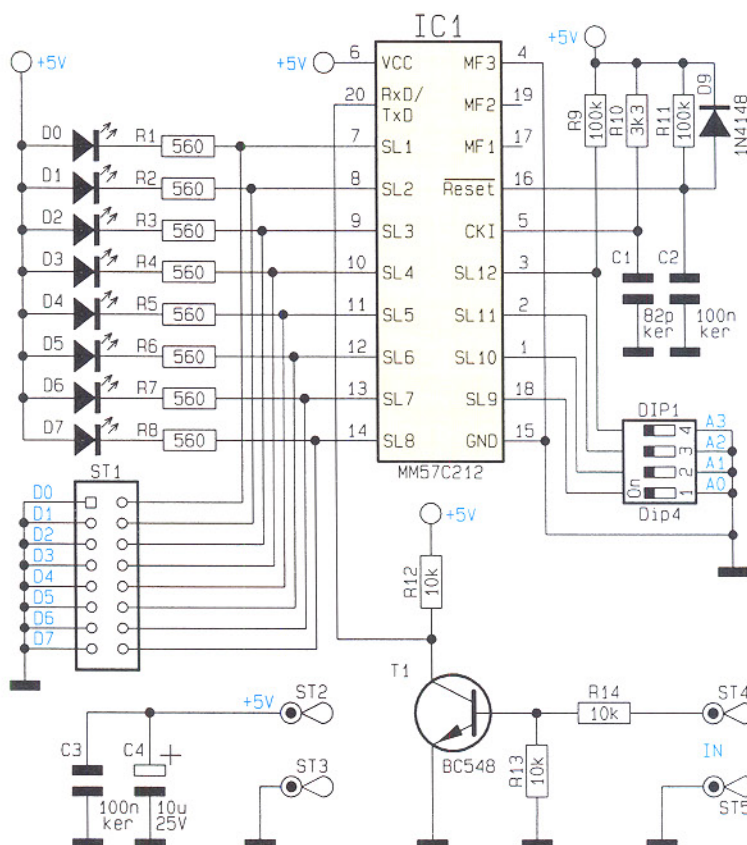 IC1
+5V
+5V
+5V
6 VCC MF3 4
20 RxD/ MF2 19
TxD
MF1 17
7 SL1
8 SL2 Reset 16
9 SL3 CKI 5
10 SL4 SL12 3
11 SL5 SL11 2
12 SL6 SL10 1
13 SL7 SL9 18
14 SL8 GND 15
MM57C212
D0 R1 560
D1 R2 560
D2 R3 560
D3 R4 560
D4 R5 560
D5 R6 560
D6 R7 560
D7 R8 560
R9 100k
R10 3k3
R11 100k
D9
1N4148
C1
82p
ker
C2
100n
ker
DIP1
4 A3
3 A2
2 A1
On 1 A0
Dip4
ST1
D0
D1
D2
D3
D4
D5
D6
D7
+5V
R12 10k
T1
BC548
R13 10k
R14
10k
ST4
IN
ST5
+5V
ST2
ST3
C3
100n
ker
C4 +
10u
25V